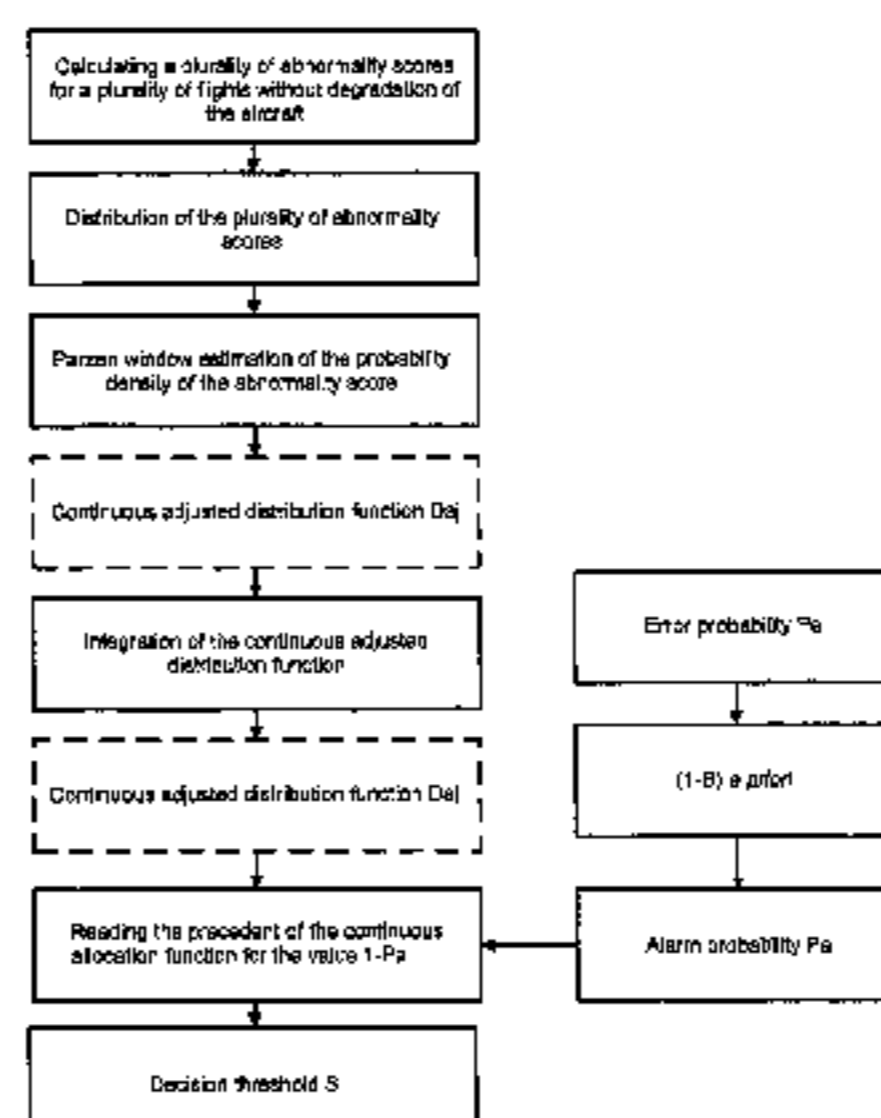 Calculating a plurality of abnormality scores
for a plurality of flights without degradation of
the aircraft
Distribution of the plurality of abnormality
scores
Parzen window estimation of the probability
density of the abnormality score
Continuous adjusted distribution function Daj
Integration of the continuous adjusted
distribution function
Continuous adjusted distribution function Daj
Reading the precedent of the continuous
allocation function for the value 1-Pa
Decision threshold S
Error probability
(1-B) a priori
Alarm probability Pa